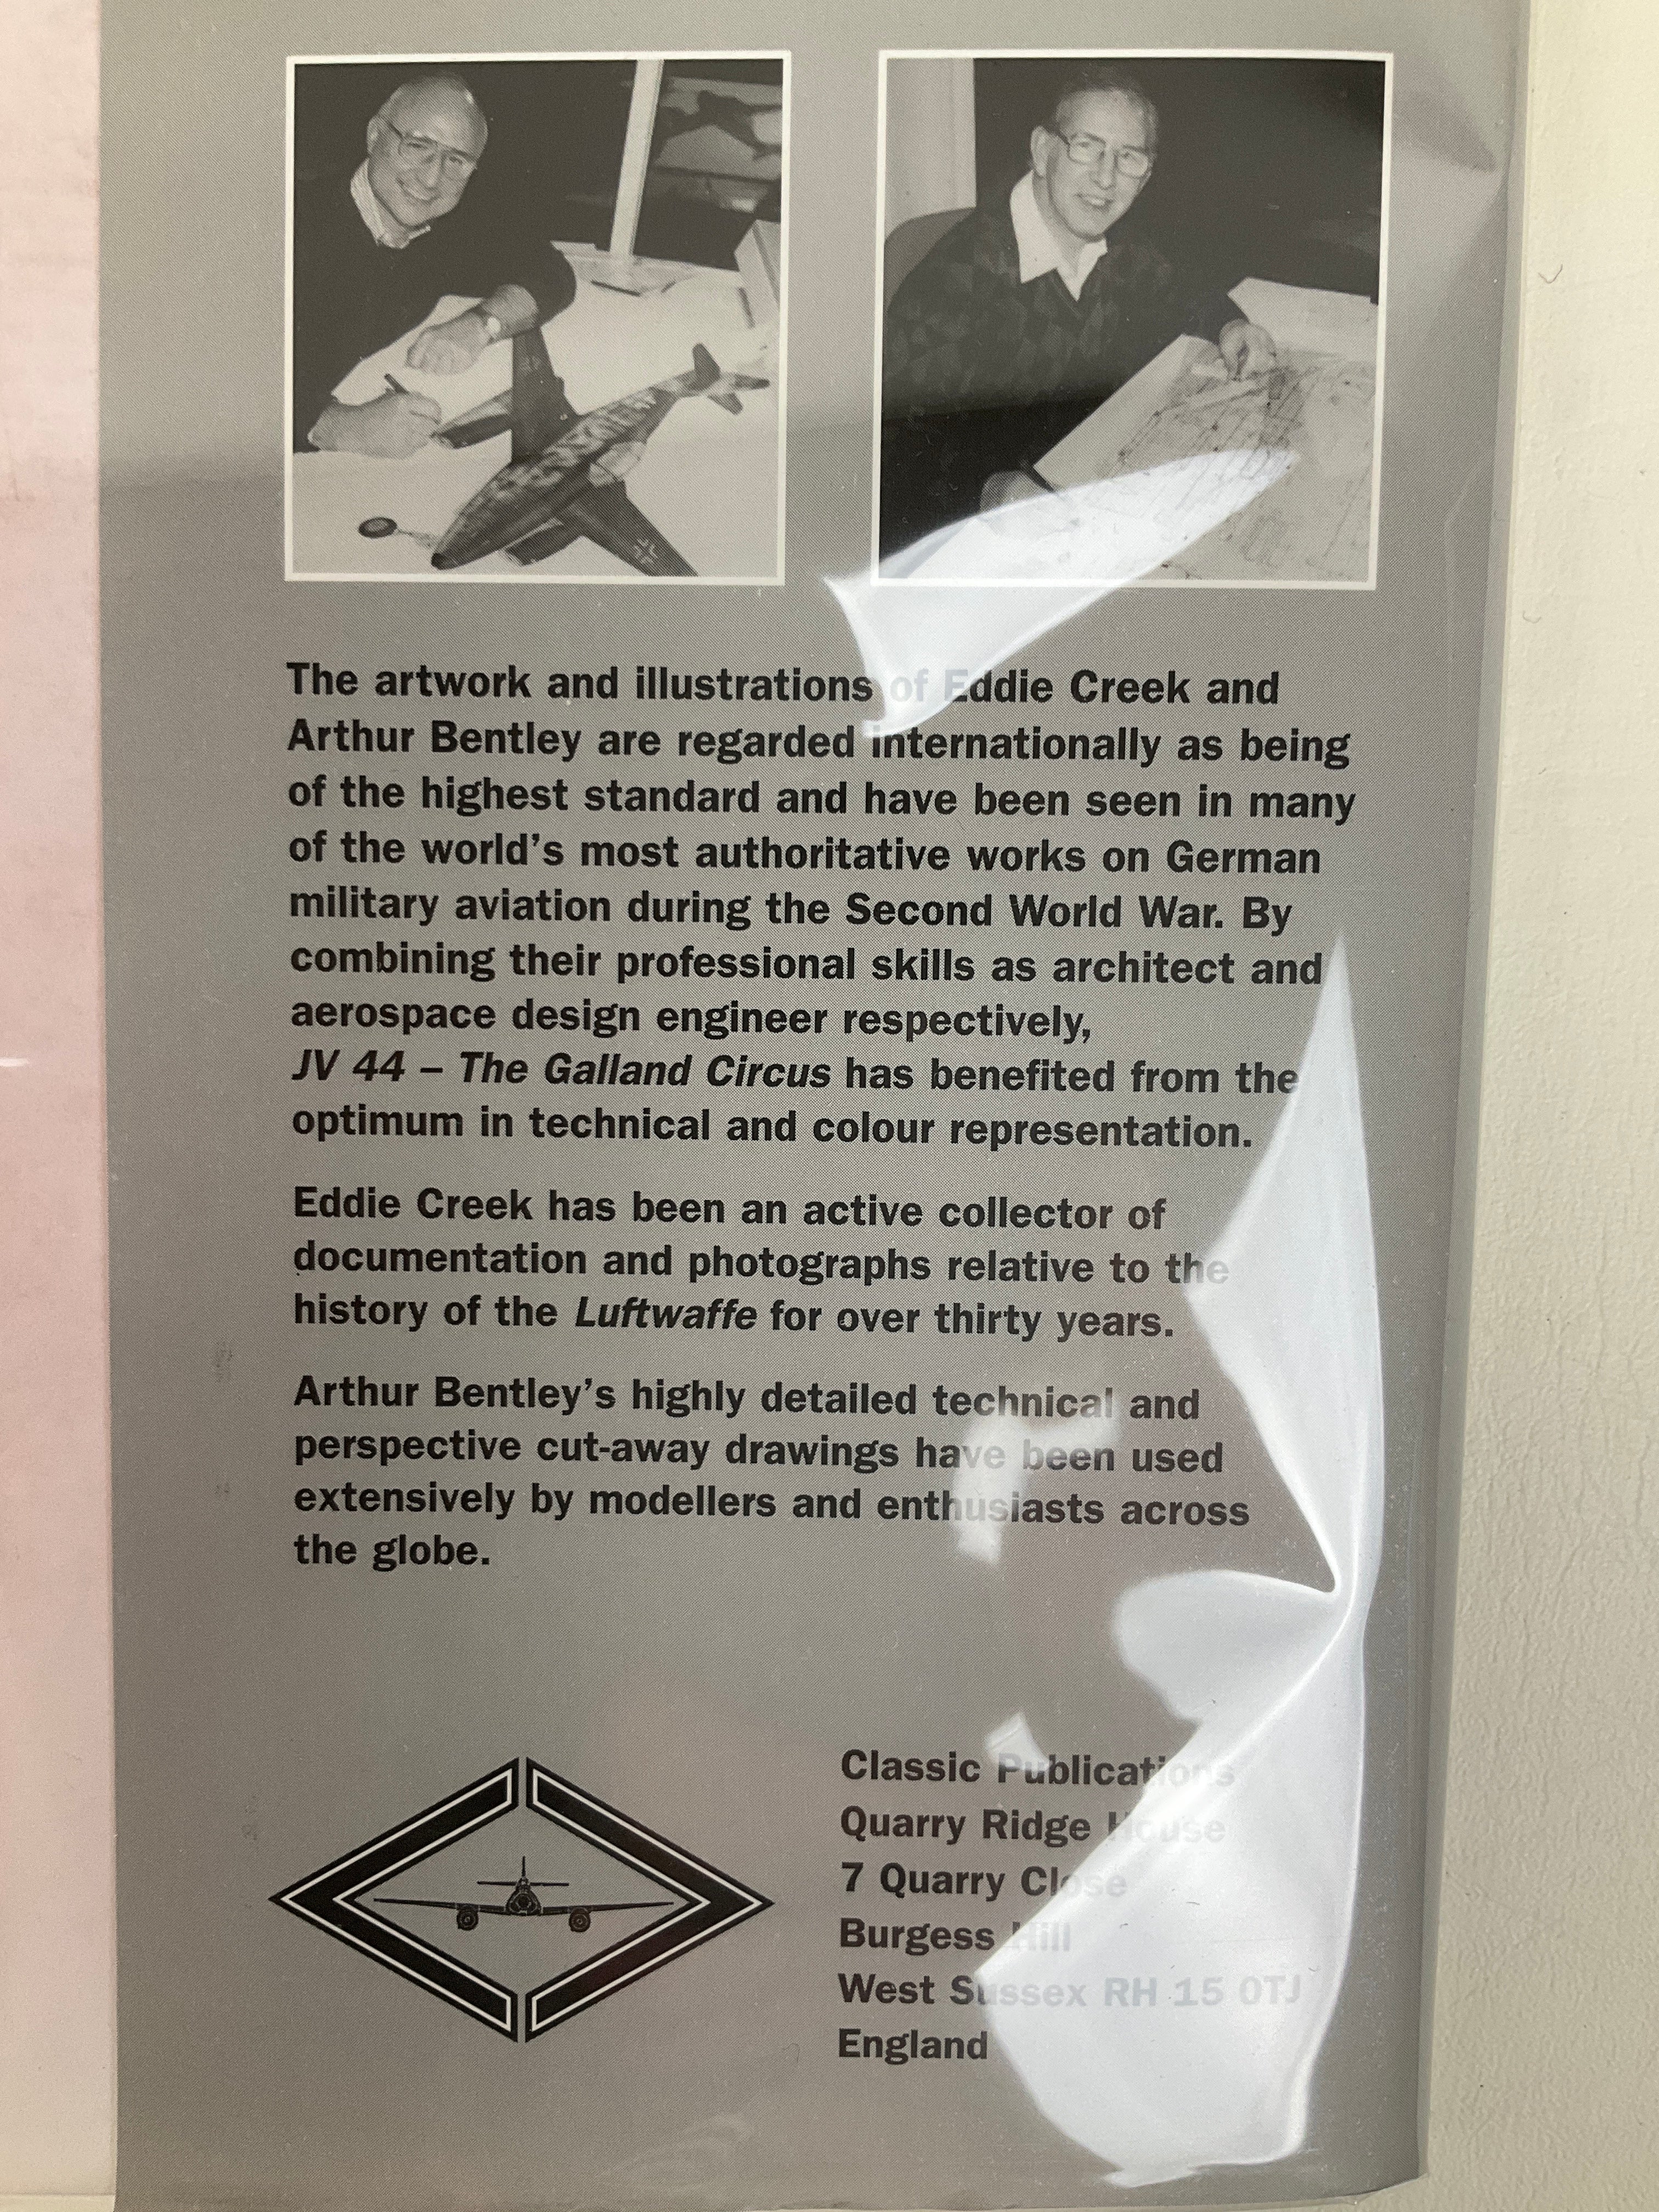 The artwork and illustrations of Eddie Creek and
Arthur Bentley are regarded internationally as being
of the highest standard and have been seen in many
of the world's most authoritative works on German
military aviation during the Second World War. By
combining their professional skills as architect and
aerospace design engineer respectively,
JV 44 – The Galland Circus has benefited from the
optimum in technical and colour representation.
Eddie Creek has been an active collector of
documentation and photographs relative to the
history of the Luftwaffe for over thirty years.
Arthur Bentley's highly detailed technical and
perspective cut-away drawings have been used
extensively by modellers and enthusiasts across
the globe.
Classic Publications
Quarry Ridge House
7 Quarry Close
Burgess Hill
West Sussex RH 15 0TJ
England